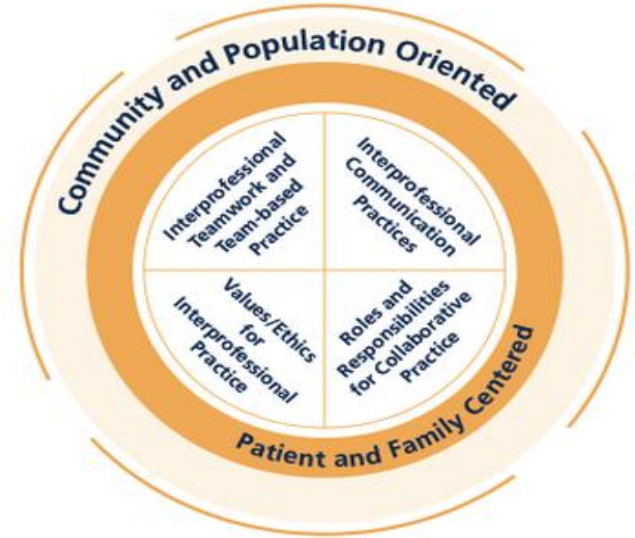 Community and Population Oriented
Interprofessional
Teamwork and
Team-based
Practice
Interprofessional
Communication
Practices
Values/Ethics
for
Interprofessional
Practice
Roles and
Responsibilities
for Collaborative
Practice
Patient and Family Centered